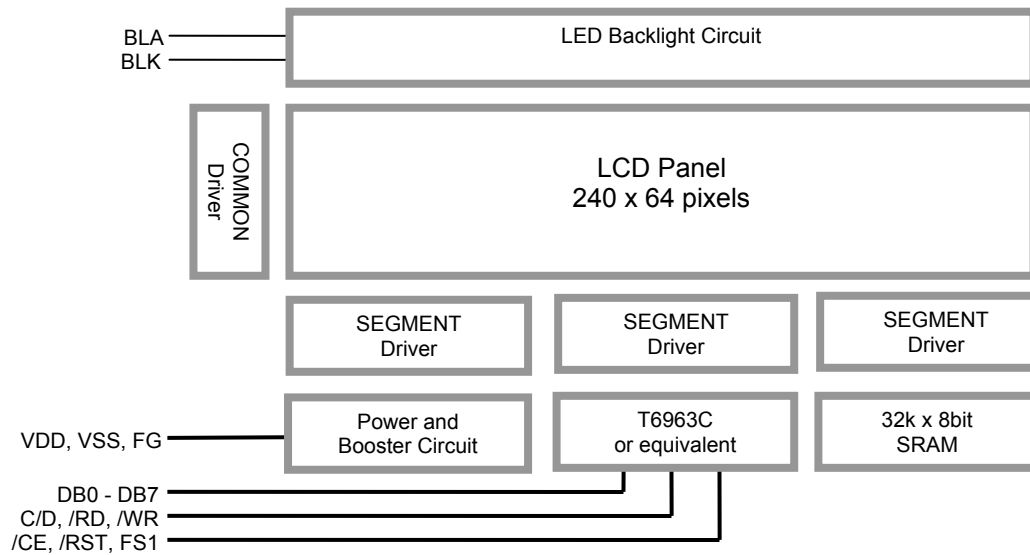 BLA
BLK
LED Backlight Circuit
COMMON
Driver
LCD Panel
240 x 64 pixels
SEGMENT
Driver
SEGMENT
Driver
SEGMENT
Driver
VDD, VSS, FG
Power and
Booster Circuit
T6963C
or equivalent
32k x 8bit
SRAM
DB0 - DB7
C/D, /RD, /WR
/CE, /RST, FS1